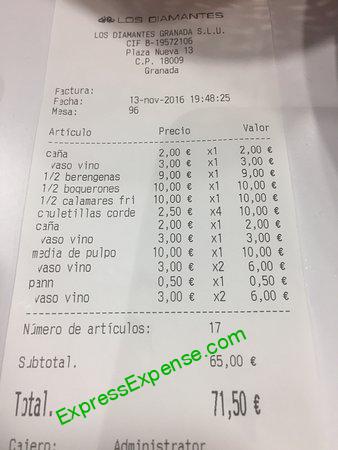 LOS DIAMANTES
LOS DIAMANTES GRANADA S.L.U.
CIF B-19572106
Plaza Nueva 13
C.P. 18009
Granada
Factura:
Fecha: 13-nov-2016 19:48:25
Mesa: 96
Artículo Precio Valor
caña 2,00 € x1 2,00 €
vaso vino 3,00 € x1 3,00 €
1/2 berengenas 9,00 € x1 9,00 €
1/2 boquerones 10,00 € x1 10,00 €
1/2 calamares fri 10,00 € x1 10,00 €
chuletillas corde 2,50 € x4 10,00 €
caña 2,00 € x1 2,00 €
vaso vino 3,00 € x1 3,00 €
media de pulpo 10,00 € x1 10,00 €
vaso vino 3,00 € x2 6,00 €
pann 0,50 € x1 0,50 €
vaso vino 3,00 € x2 6,00 €
Número de artículos: 17
Subtotal. 65,00 €
Total. 71,50 €
ExpressExpense.com
Cajero: Administrator